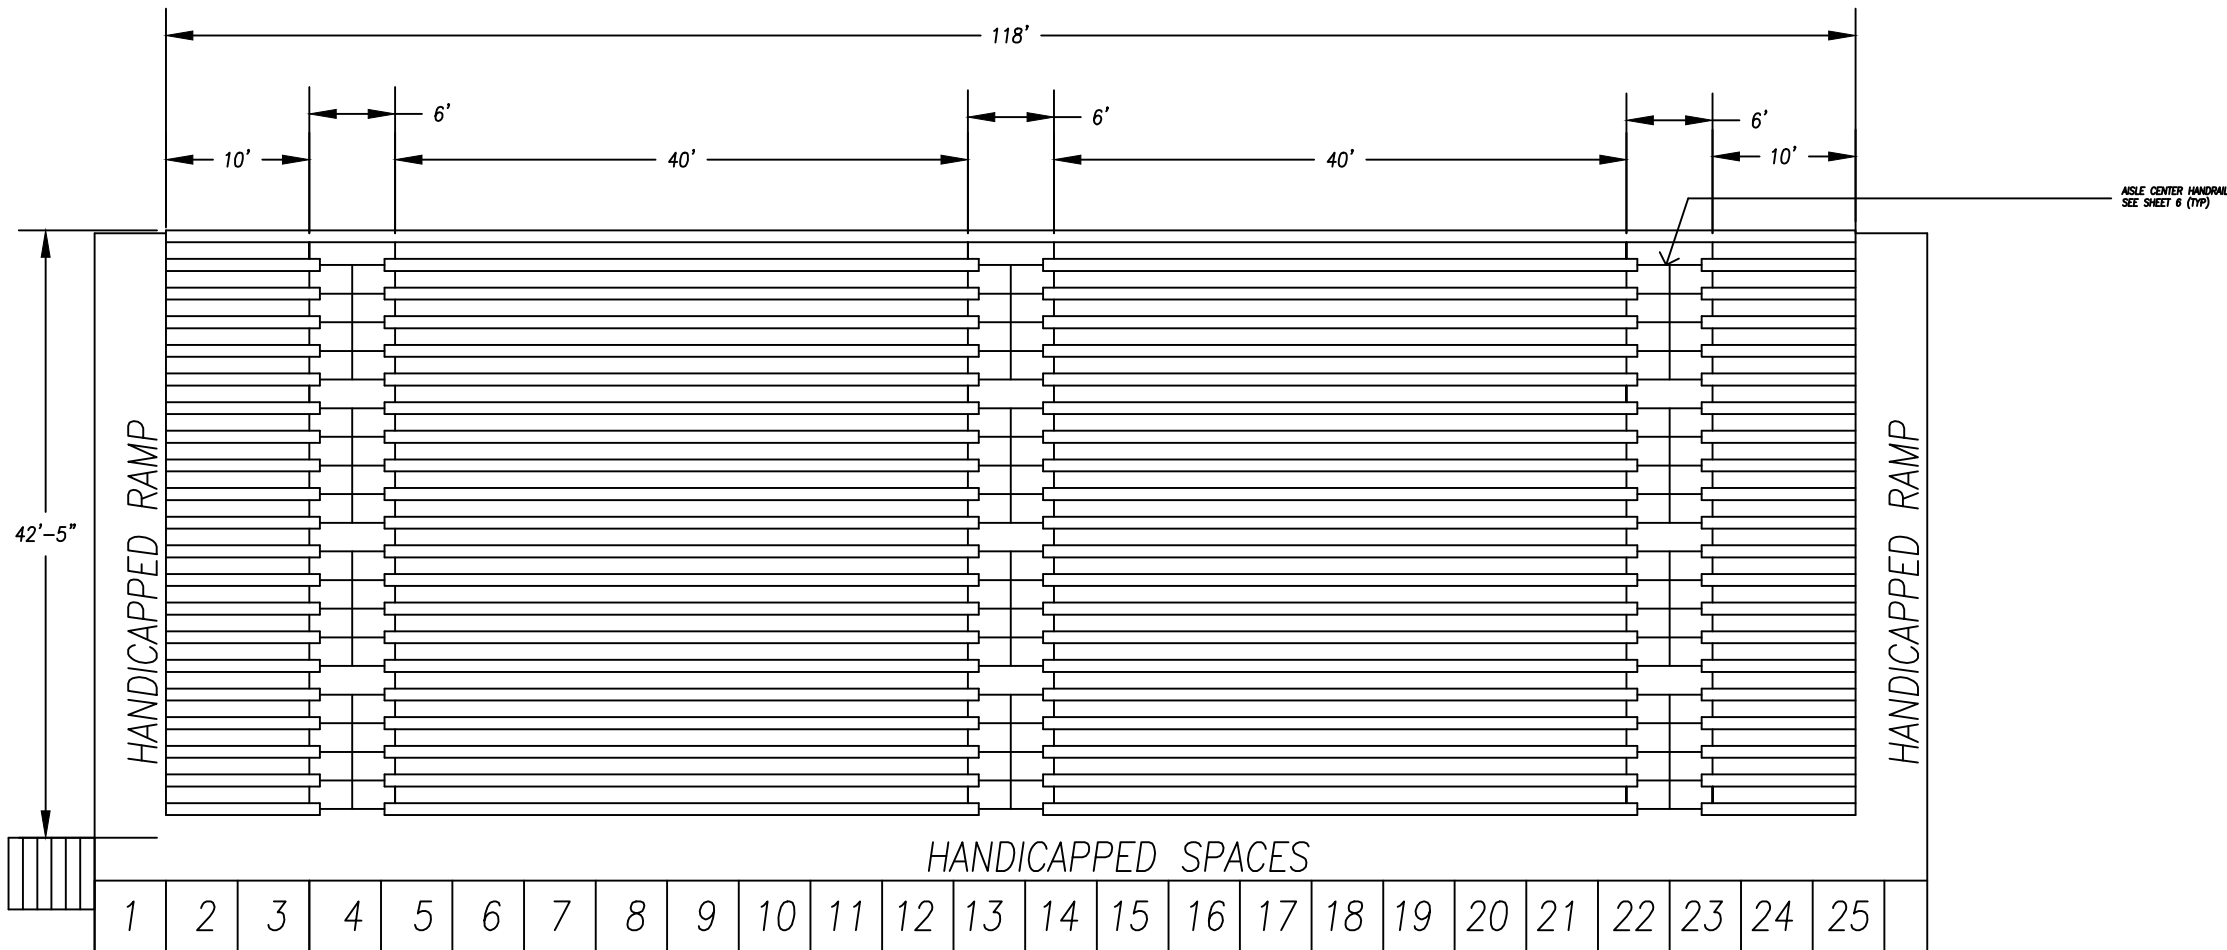 118'
6'
6'
6'
10'
40'
40'
10'
AISLE CENTER HANDRAIL
SEE SHEET 6 (TYP)
42'-5"
HANDICAPPED RAMP
HANDICAPPED RAMP
HANDICAPPED SPACES
1 2 3 4 5 6 7 8 9 10 11 12 13 14 15 16 17 18 19 20 21 22 23 24 25